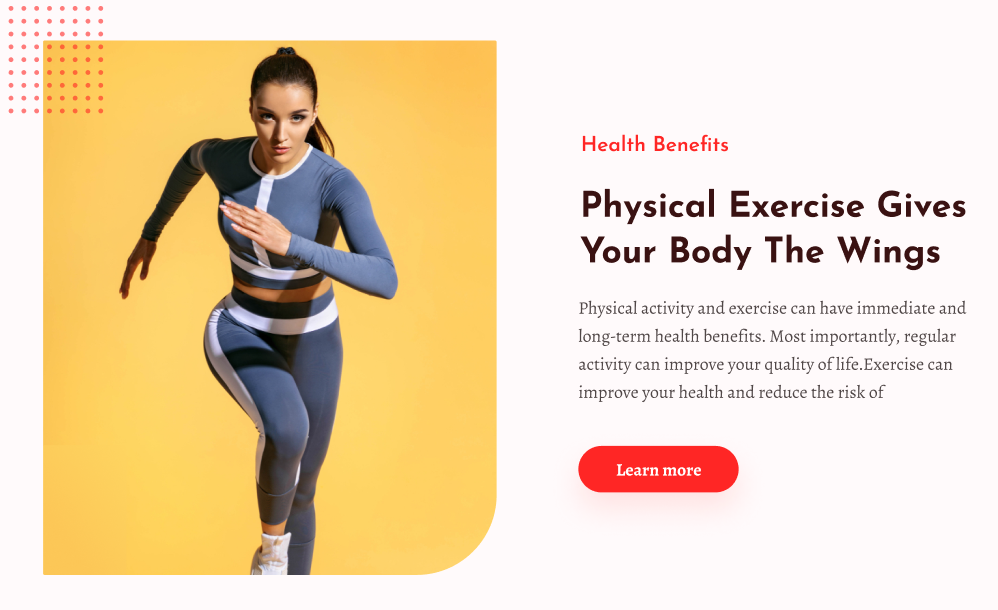 Health Benefits
Physical Exercise Gives
Your Body The Wings
Physical activity and exercise can have immediate and
long-term health benefits. Most importantly, regular
activity can improve your quality of life.Exercise can
improve your health and reduce the risk of
Learn more